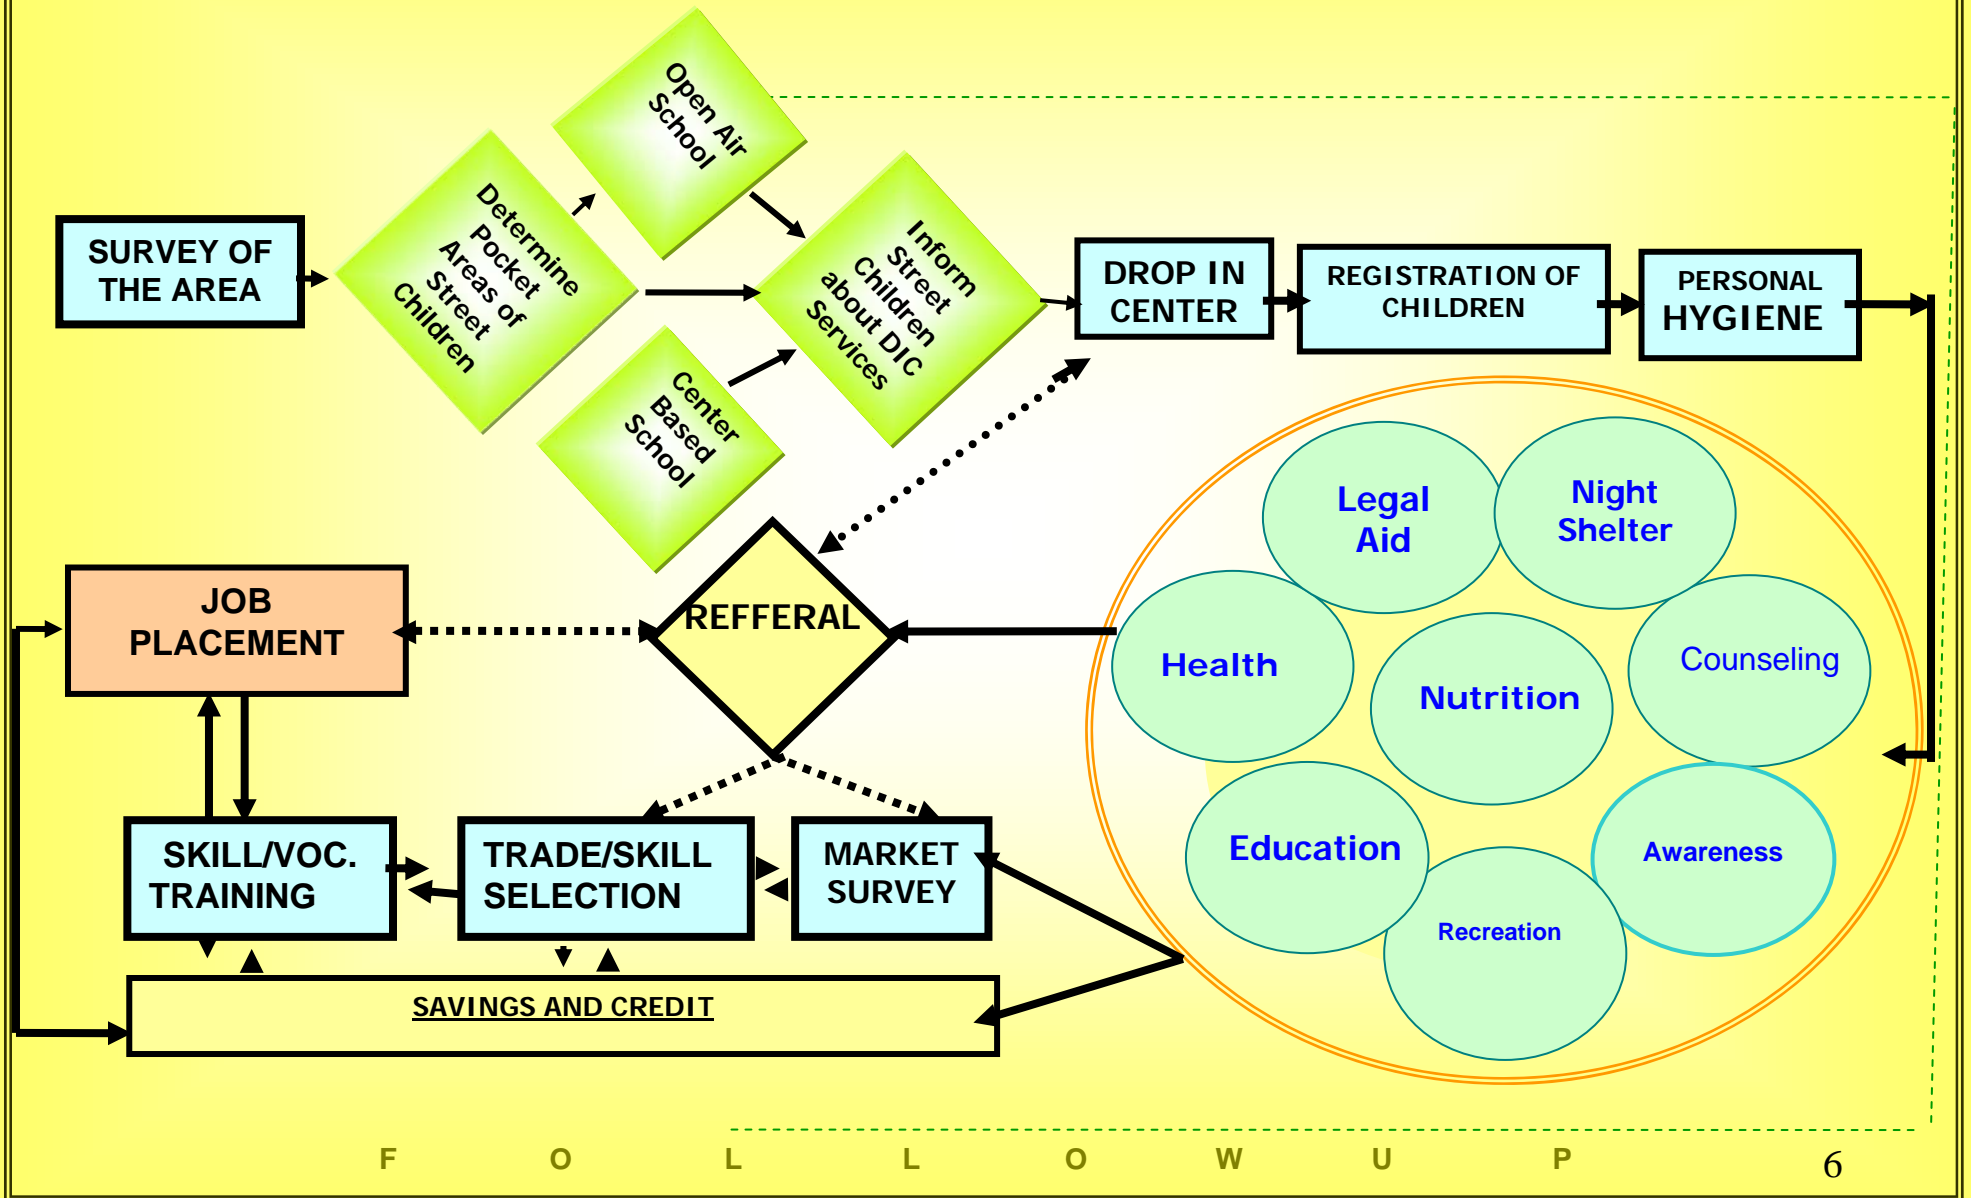 Open Air
School
SURVEY OF
THE AREA
Determine
Pocket
Areas of
Street
Children
Inform
Street
Children
about DIC
Services
Center
Based
School
DROP IN
CENTER
REGISTRATION OF
CHILDREN
PERSONAL
HYGIENE
Legal
Aid
Night
Shelter
Health
Nutrition
Counseling
Education
Awareness
Recreation
JOB
PLACEMENT
REFFERAL
SKILL/VOC.
TRAINING
TRADE/SKILL
SELECTION
MARKET
SURVEY
SAVINGS AND CREDIT
F O L L O W U P
6